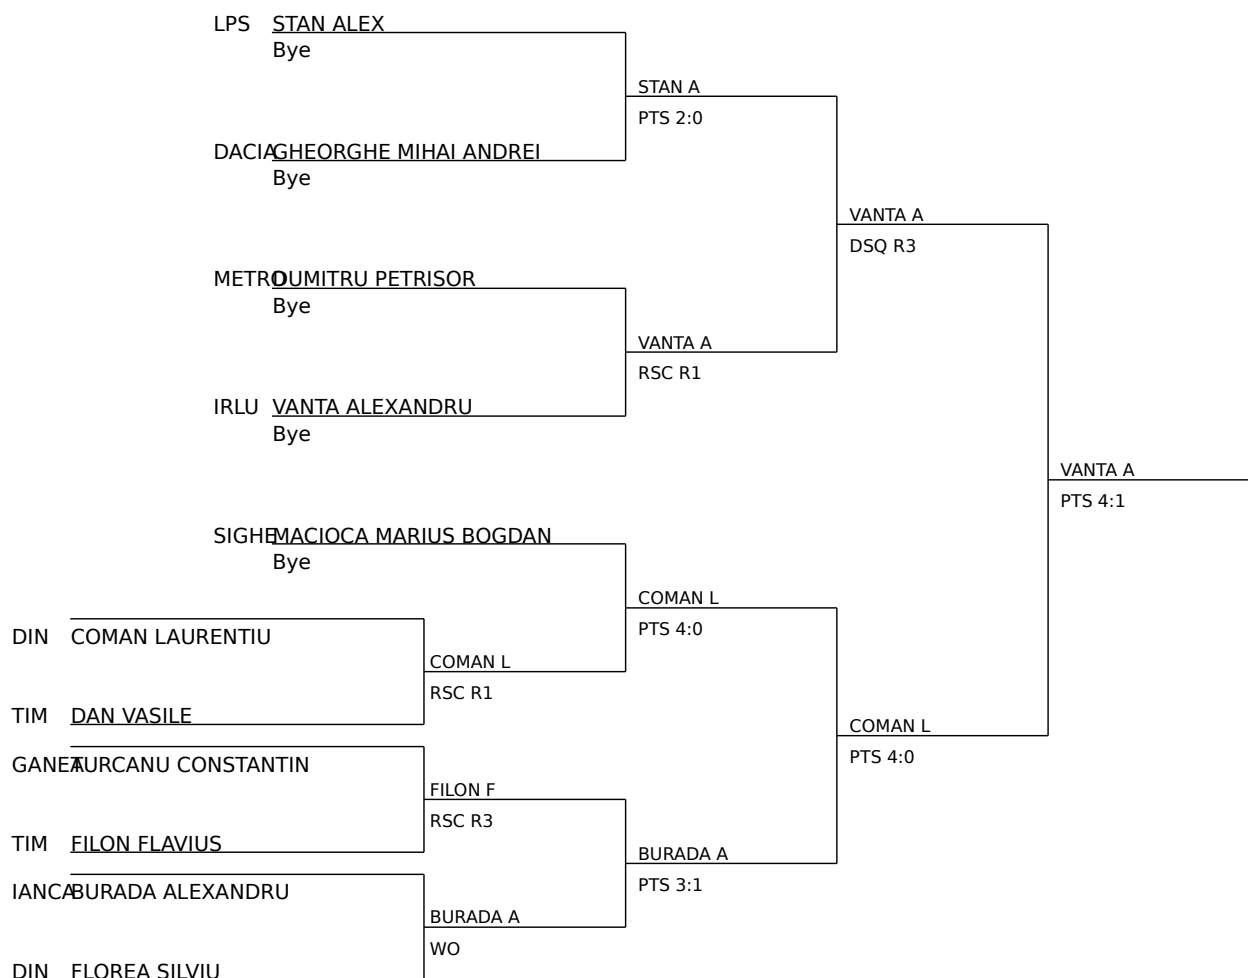 LPS STAN ALEX
Bye
STAN A
PTS 2:0
DACIA GHEORGHE MIHAI ANDREI
Bye
VANTA A
DSQ R3
METRO DUMITRU PETRISOR
Bye
VANTA A
RSC R1
IRLU VANTA ALEXANDRU
Bye
VANTA A
PTS 4:1
SIGHE MACIOCA MARIUS BOGDAN
Bye
COMAN L
PTS 4:0
DIN COMAN LAURENTIU
COMAN L
RSC R1
TIM DAN VASILE
COMAN L
PTS 4:0
GANEA TURCANU CONSTANTIN
FILON F
RSC R3
TIM FILON FLAVIUS
BURADA A
PTS 3:1
IANCA BURADA ALEXANDRU
BURADA A
WO
DIN FLOREA SILVIU